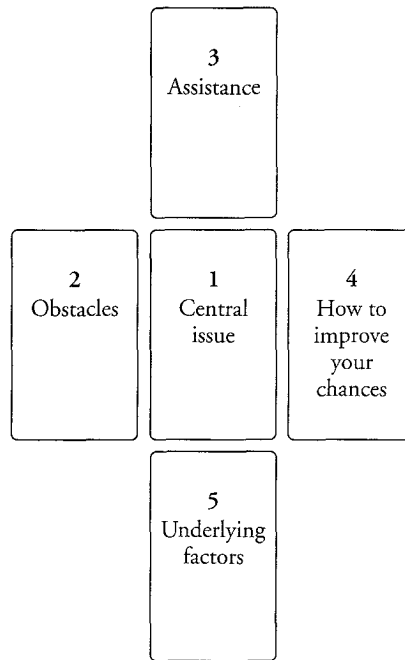 3
Assistance
2
Obstacles
1
Central
issue
4
How to
improve
your
chances
5
Underlying
factors